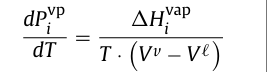 dP_i^vp / dT = ΔH_i^vap / (T · (V^ν − V^ℓ))